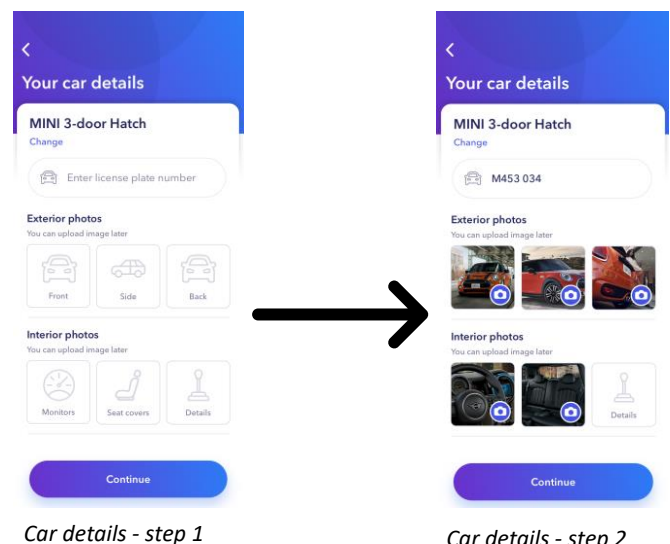 Your car details
MINI 3-door Hatch
Change
Enter license plate number
Exterior photos
You can upload image later
Front Side Back
Interior photos
You can upload image later
Monitors Seat covers Details
Continue
Car details - step 1
Your car details
MINI 3-door Hatch
Change
M453 034
Exterior photos
You can upload image later
Interior photos
You can upload image later
Details
Continue
Car details - step 2